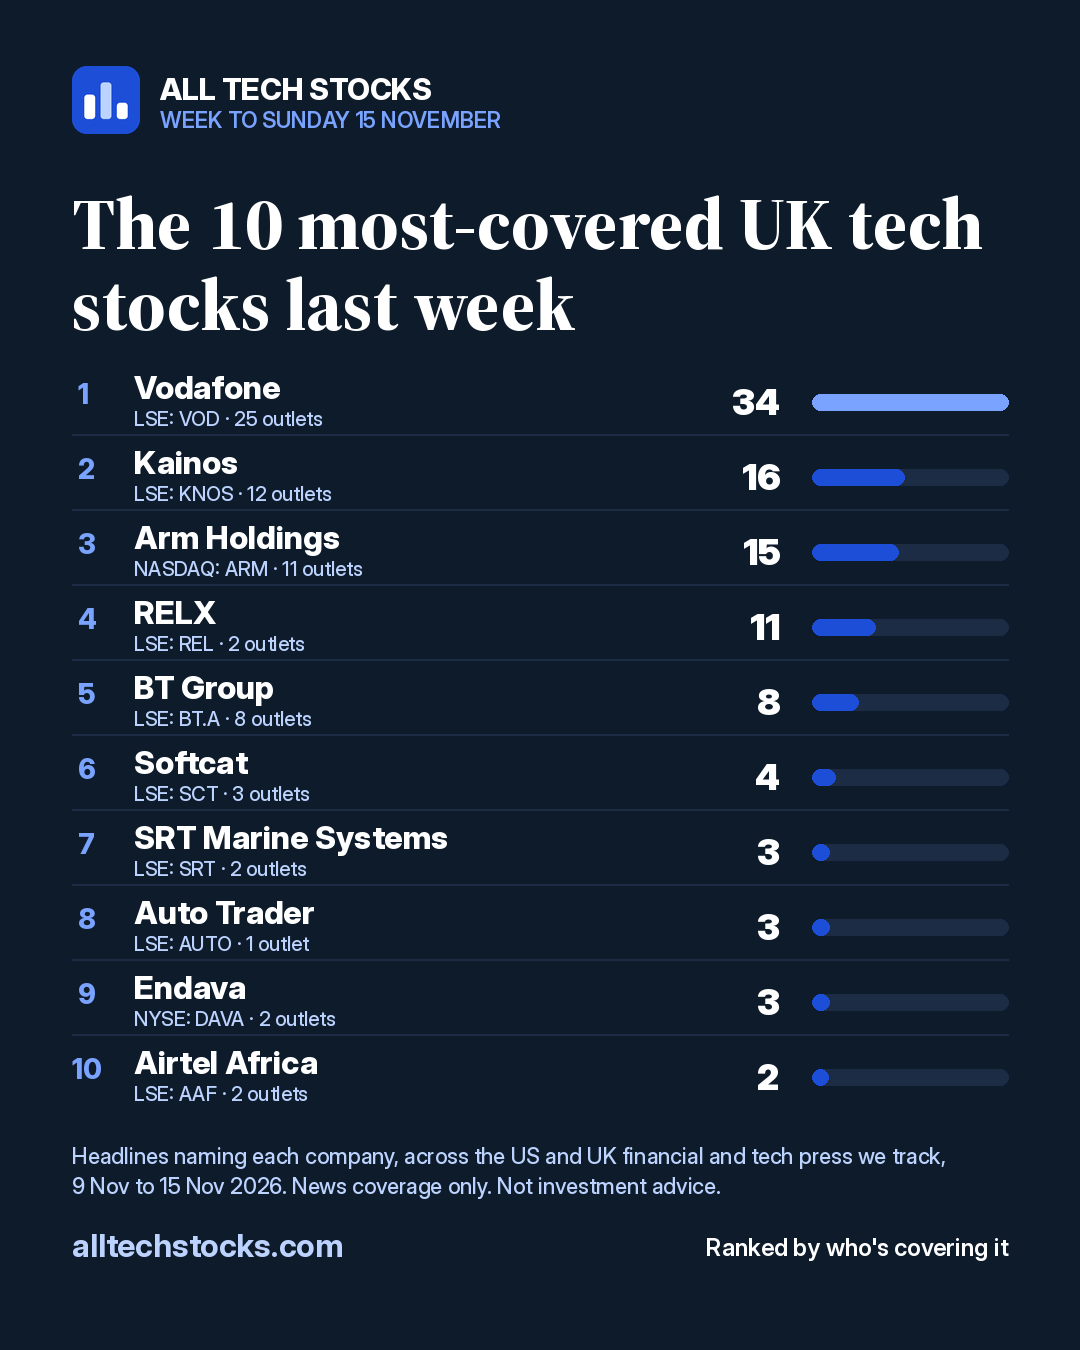 ALL TECH STOCKS
WEEK TO SUNDAY 15 NOVEMBER
The 10 most-covered UK tech
stocks last week
1 Vodafone 34
LSE: VOD · 25 outlets
2 Kainos 16
LSE: KNOS · 12 outlets
3 Arm Holdings 15
NASDAQ: ARM · 11 outlets
4 RELX 11
LSE: REL · 2 outlets
5 BT Group 8
LSE: BT.A · 8 outlets
6 Softcat 4
LSE: SCT · 3 outlets
7 SRT Marine Systems 3
LSE: SRT · 2 outlets
8 Auto Trader 3
LSE: AUTO · 1 outlet
9 Endava 3
NYSE: DAVA · 2 outlets
10 Airtel Africa 2
LSE: AAF · 2 outlets
Headlines naming each company, across the US and UK financial and tech press we track,
9 Nov to 15 Nov 2026. News coverage only. Not investment advice.
alltechstocks.com Ranked by who's covering it